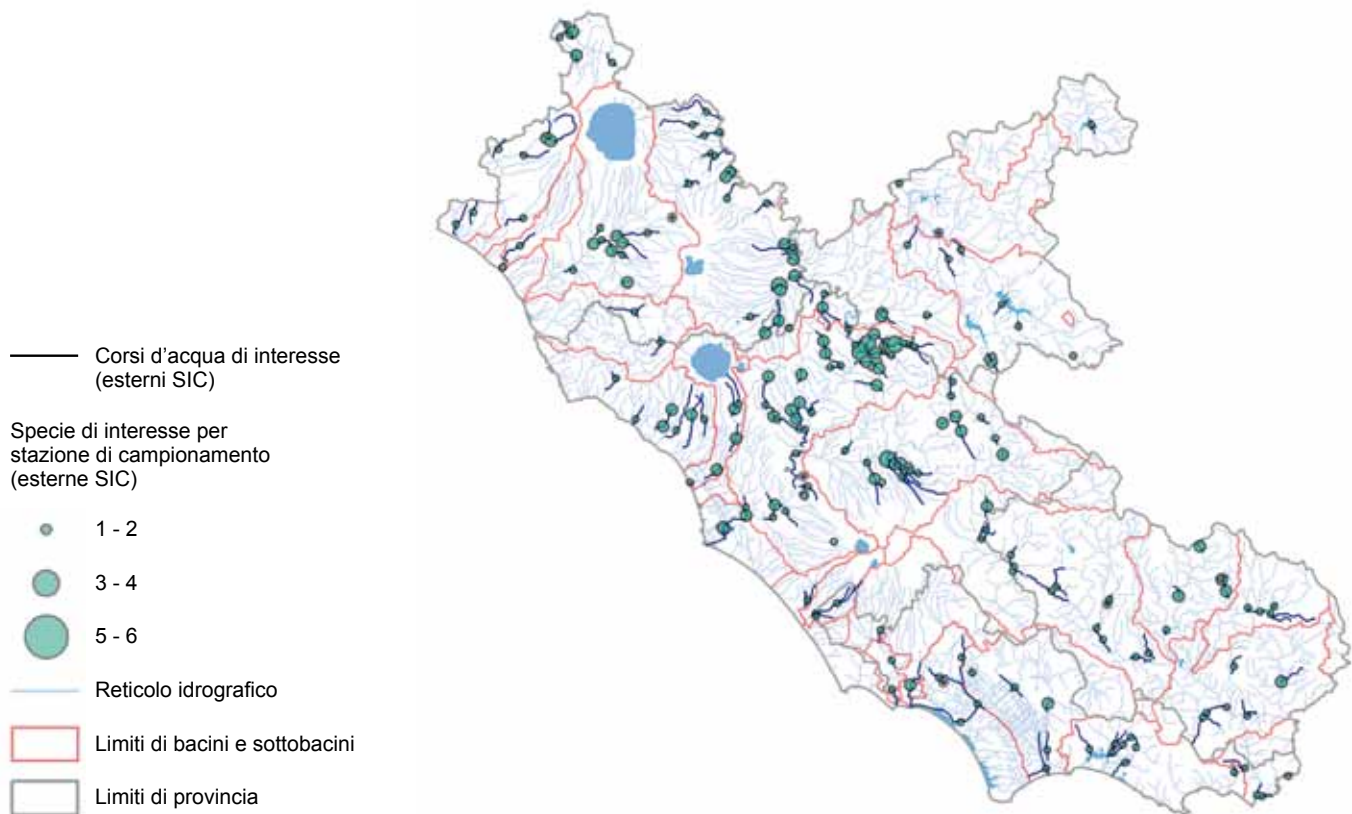 Corsi d'acqua di interesse
(esterni SIC)
Specie di interesse per
stazione di campionamento
(esterne SIC)
1 - 2
3 - 4
5 - 6
Reticolo idrografico
Limiti di bacini e sottobacini
Limiti di provincia